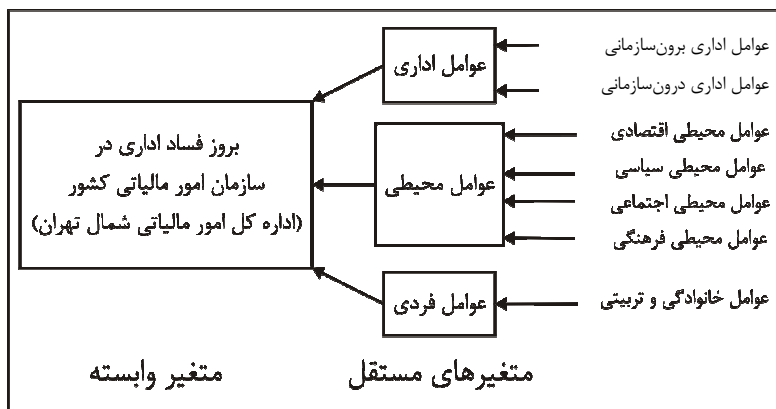 عوامل اداری برون‌سازمانی
عوامل اداری درون‌سازمانی
عوامل اداری
عوامل محیطی اقتصادی
عوامل محیطی سیاسی
عوامل محیطی اجتماعی
عوامل محیطی فرهنگی
عوامل محیطی
عوامل خانوادگی و تربیتی
عوامل فردی
بروز فساد اداری در
سازمان امور مالیاتی کشور
(اداره کل امور مالیاتی شمال تهران)
متغیرهای مستقل
متغیر وابسته